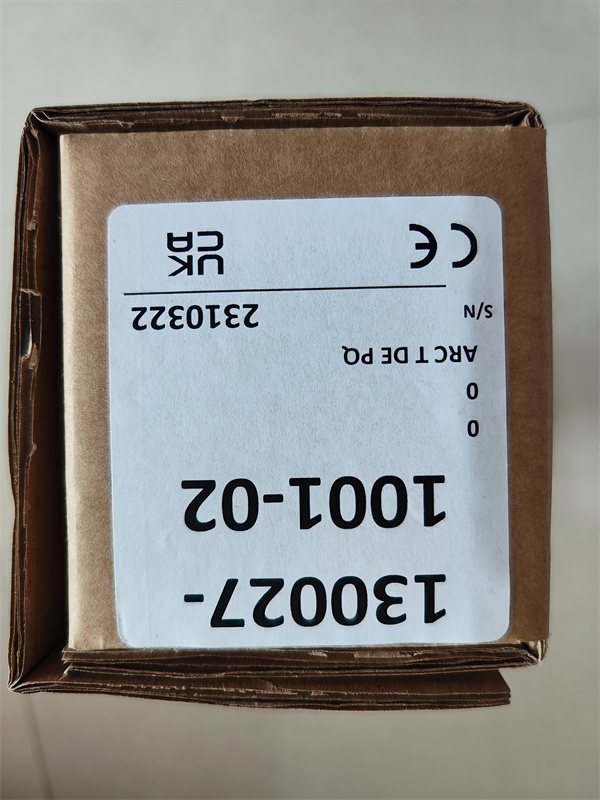 130027-
1001-02
0
0
ARC T DE PQ
S/N 2310322
CE UK
CA